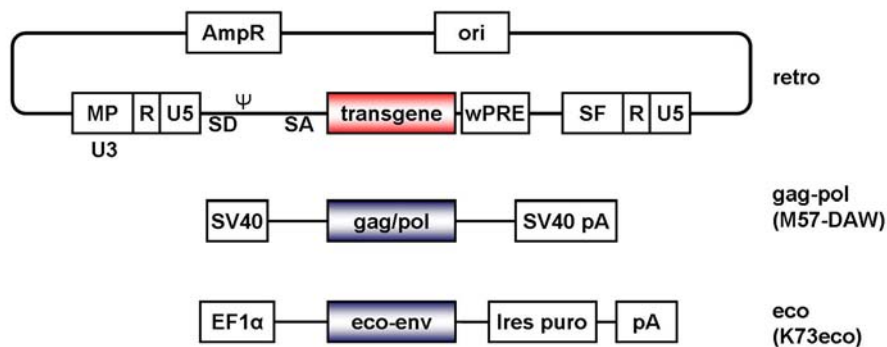 AmpR ori
retro
MP R U5 SD Ψ SA transgene wPRE SF R U5
U3
gag-pol
(M57-DAW)
SV40 gag/pol SV40 pA
eco
(K73eco)
EF1α eco-env Ires puro pA